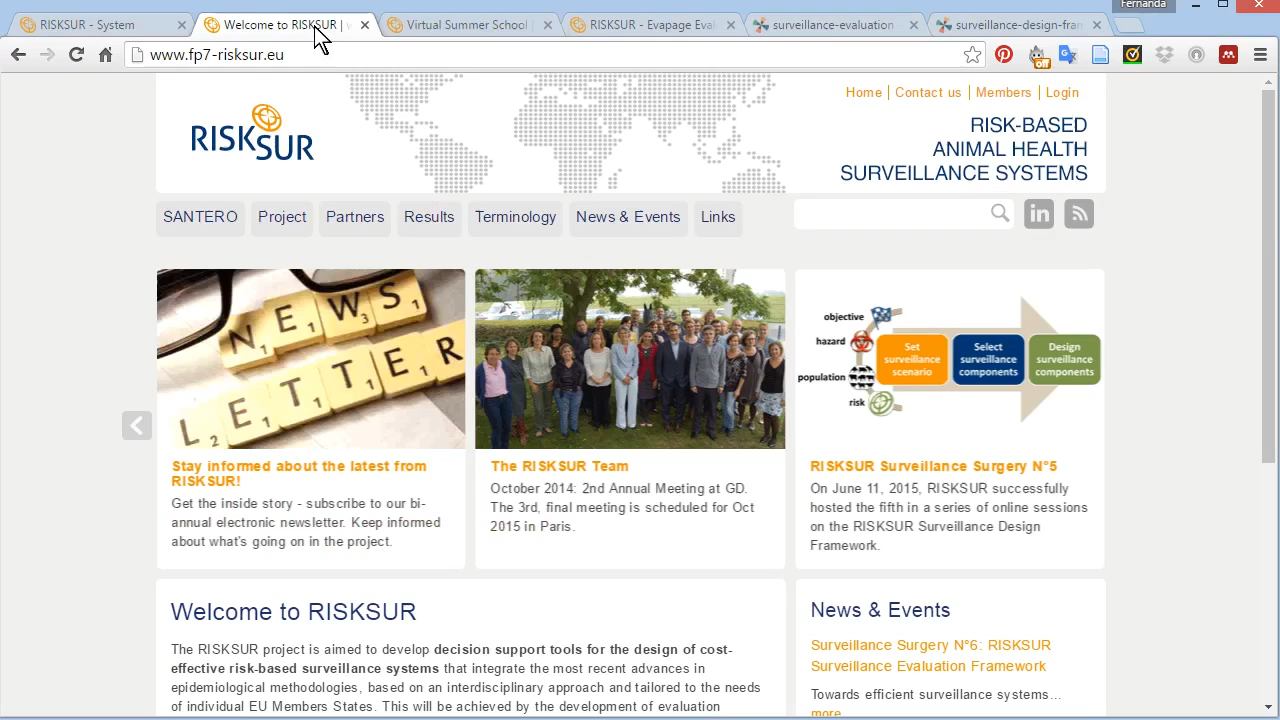 Fernanda
RISKSUR - System
Welcome to RISKSUR |
Virtual Summer School
RISKSUR - Evapage Eval
surveillance-evaluation
surveillance-design-fram
www.fp7-risksur.eu
off
Home | Contact us | Members | Login
RISKSUR
RISK-BASED
ANIMAL HEALTH
SURVEILLANCE SYSTEMS
SANTERO Project Partners Results Terminology News & Events Links
in
NEWS
LETTER
objective
hazard
population
risk
Set
surveillance
scenario
Select
surveillance
components
Design
surveillance
components
Stay informed about the latest from
RISKSUR!
Get the inside story - subscribe to our bi-
annual electronic newsletter. Keep informed
about what's going on in the project.
The RISKSUR Team
October 2014: 2nd Annual Meeting at GD.
The 3rd, final meeting is scheduled for Oct
2015 in Paris.
RISKSUR Surveillance Surgery N°5
On June 11, 2015, RISKSUR successfully
hosted the fifth in a series of online sessions
on the RISKSUR Surveillance Design
Framework.
Welcome to RISKSUR
The RISKSUR project is aimed to develop decision support tools for the design of cost-
effective risk-based surveillance systems that integrate the most recent advances in
epidemiological methodologies, based on an interdisciplinary approach and tailored to the needs
of individual EU Members States. This will be achieved by the development of evaluation
News & Events
Surveillance Surgery N°6: RISKSUR
Surveillance Evaluation Framework
Towards efficient surveillance systems...
more